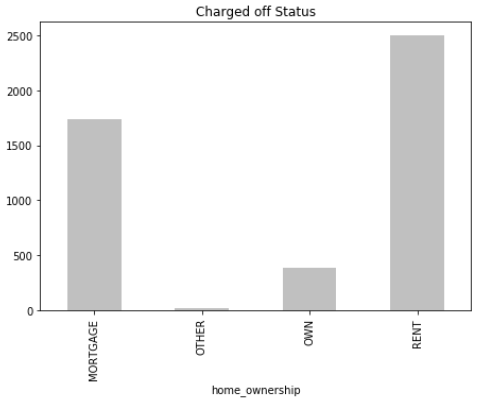 Charged off Status
2500
2000
1500
1000
500
0
MORTGAGE
OTHER
OWN
RENT
home_ownership